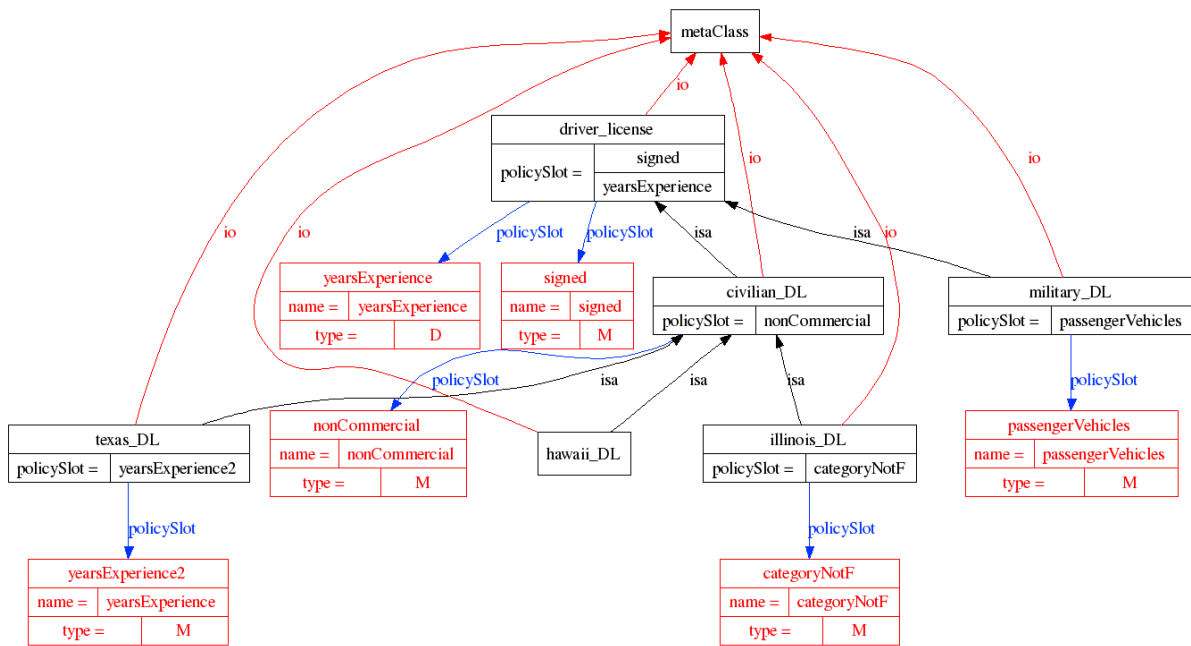 metaClass
io
driver_license
policySlot =
signed
yearsExperience
io
io
io
io
policySlot
policySlot
isa
isa
io
yearsExperience
name =
yearsExperience
type =
D
signed
name =
signed
type =
M
civilian_DL
policySlot =
nonCommercial
military_DL
policySlot =
passengerVehicles
policySlot
isa
isa
isa
policySlot
texas_DL
policySlot =
yearsExperience2
nonCommercial
name =
nonCommercial
type =
M
hawaii_DL
illinois_DL
policySlot =
categoryNotF
passengerVehicles
name =
passengerVehicles
type =
M
policySlot
policySlot
yearsExperience2
name =
yearsExperience
type =
M
categoryNotF
name =
categoryNotF
type =
M